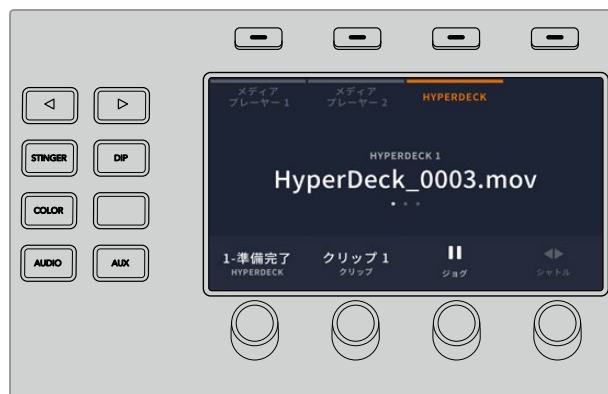 メディア
プレーヤー 1
メディア
プレーヤー 2
HYPERDECK
STINGER
DIP
COLOR
AUDIO
AUX
HYPERDECK 1
HyperDeck_0003.mov
1-準備完了
HYPERDECK
クリップ 1
クリップ
ジョグ
シャトル